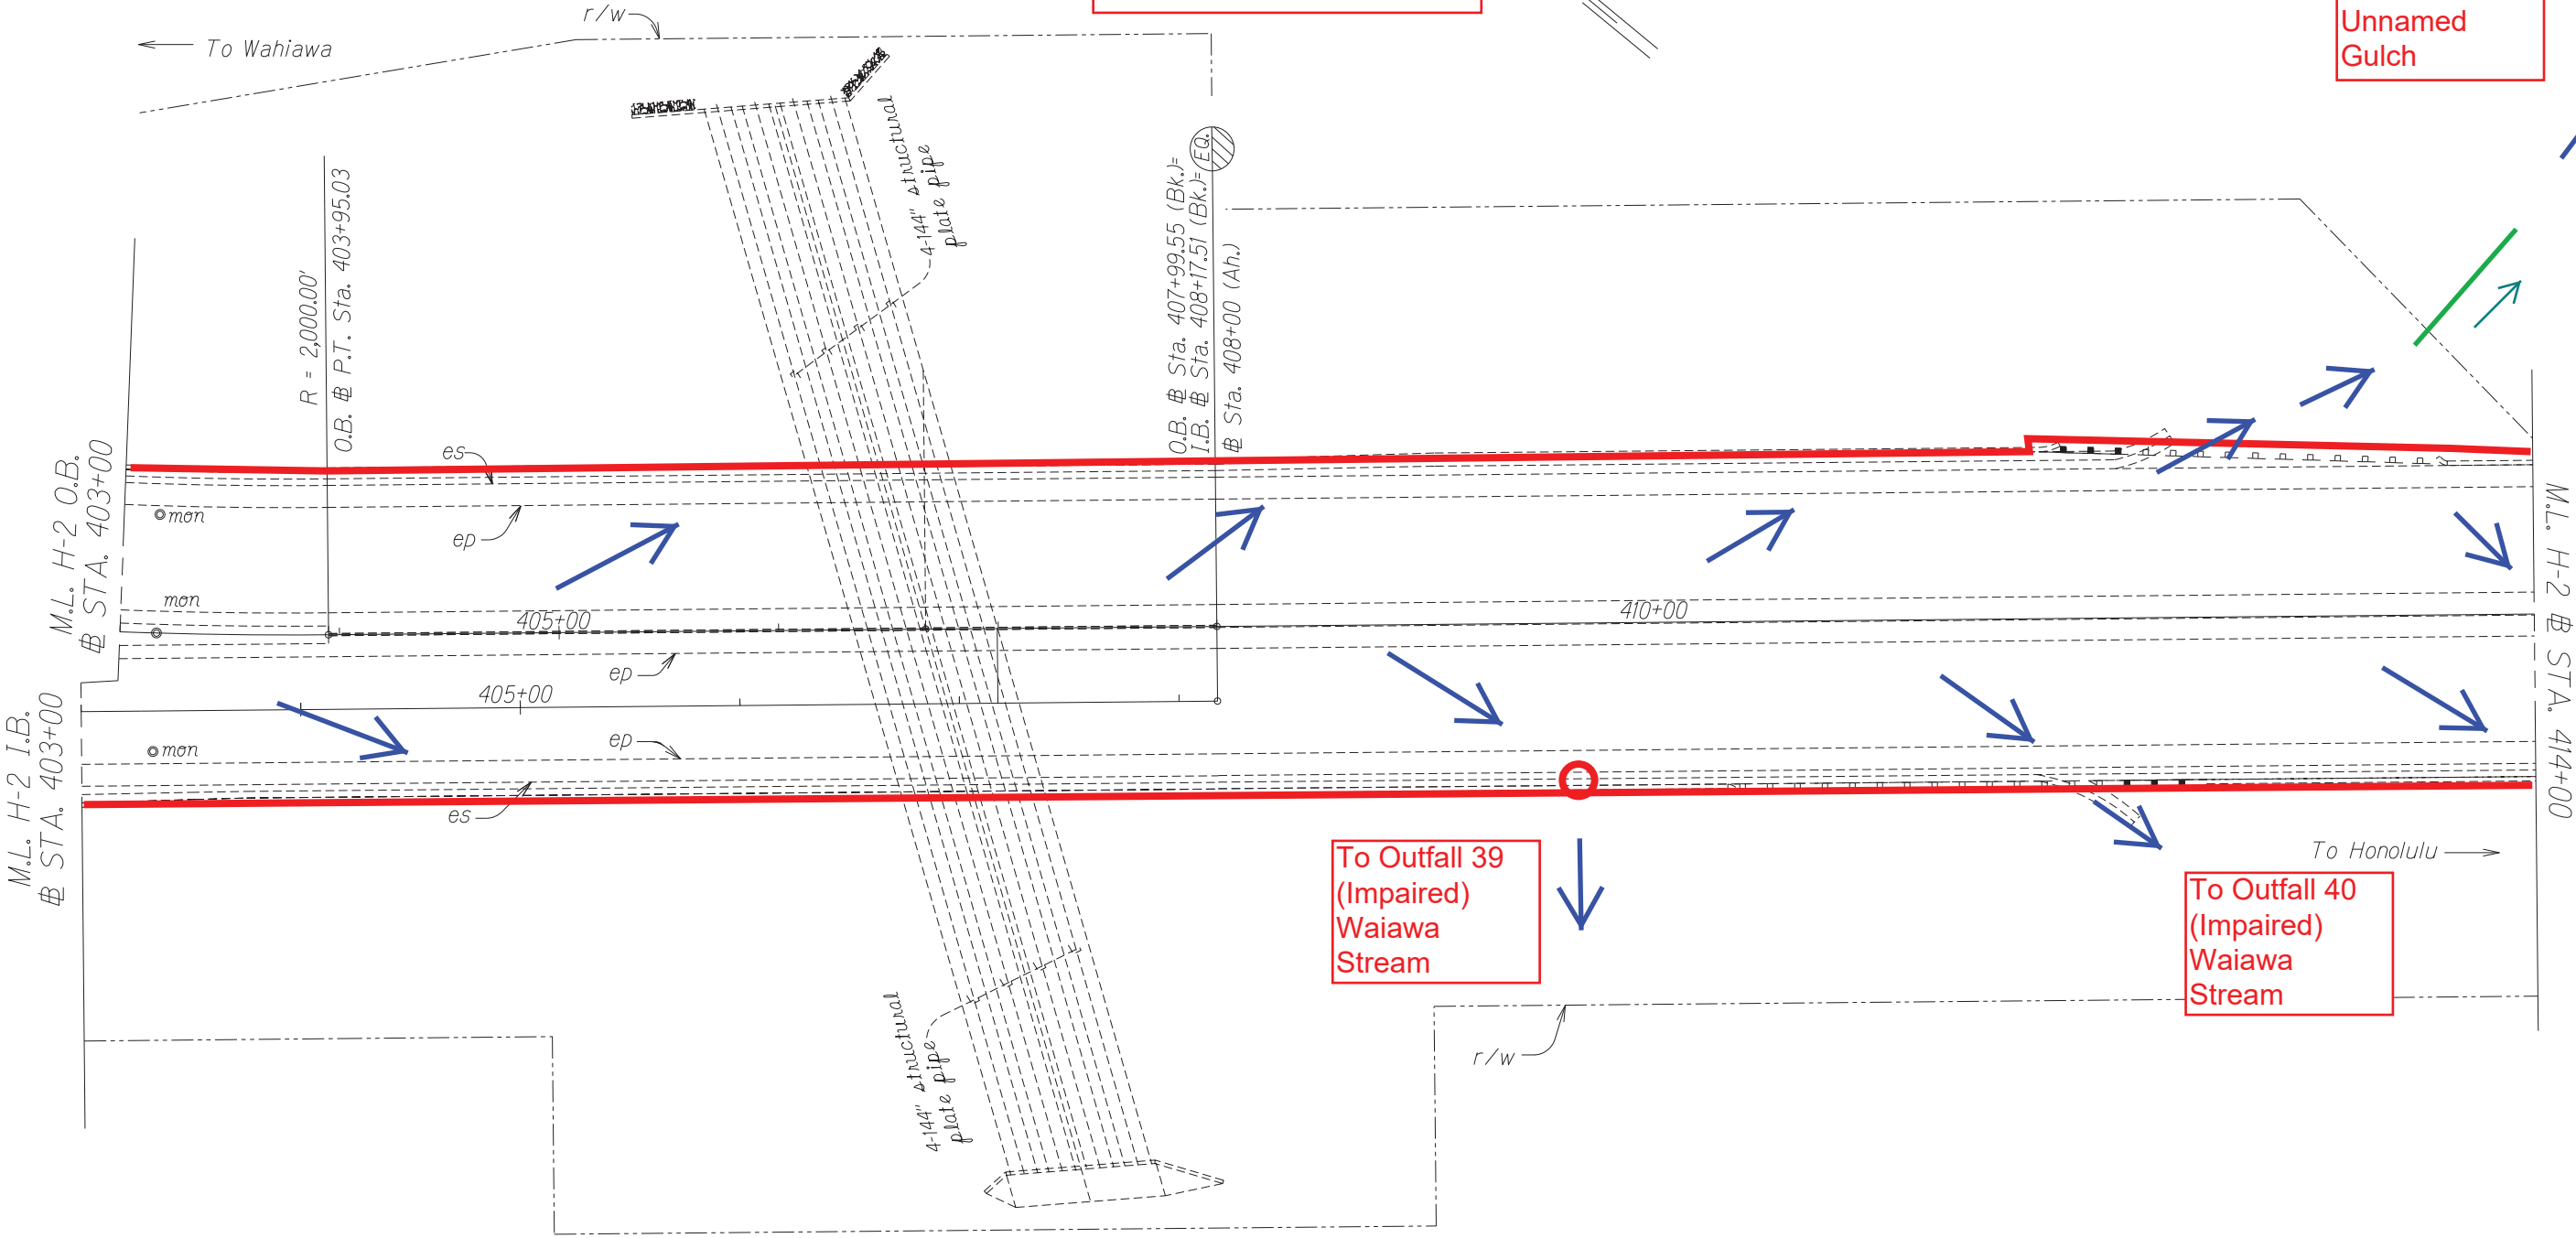 r/w
To Wahiawa
Unnamed
Gulch
4-144" structural
plate pipe
R = 2,000.00'
O.B. ⅊ P.T. Sta. 403+95.03
O.B. ⅊ Sta. 407+99.55 (Bk.)=
I.B. ⅊ Sta. 408+17.51 (Bk.)= EQ.
⅊ Sta. 408+00 (Ah.)
M.L. H-2 O.B.
⅊ STA. 403+00
es
ep
mon
mon
405+00
410+00
ep
405+00
M.L. H-2 I.B.
⅊ STA. 403+00
mon
ep
es
M.L. H-2 ⅊ STA. 414+00
To Outfall 39
(Impaired)
Waiawa
Stream
To Honolulu
To Outfall 40
(Impaired)
Waiawa
Stream
4-144" structural
plate pipe
r/w